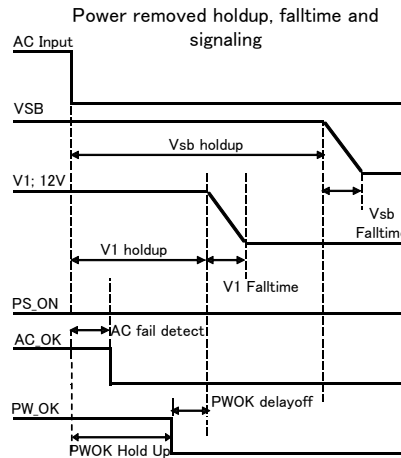 Power removed holdup, falltime and
signaling
AC Input
VSB
Vsb holdup
V1; 12V
Vsb
Falltime
V1 holdup
V1 Falltime
PS_ON
AC fail detect
AC_OK
PWOK delayoff
PW_OK
PWOK Hold Up